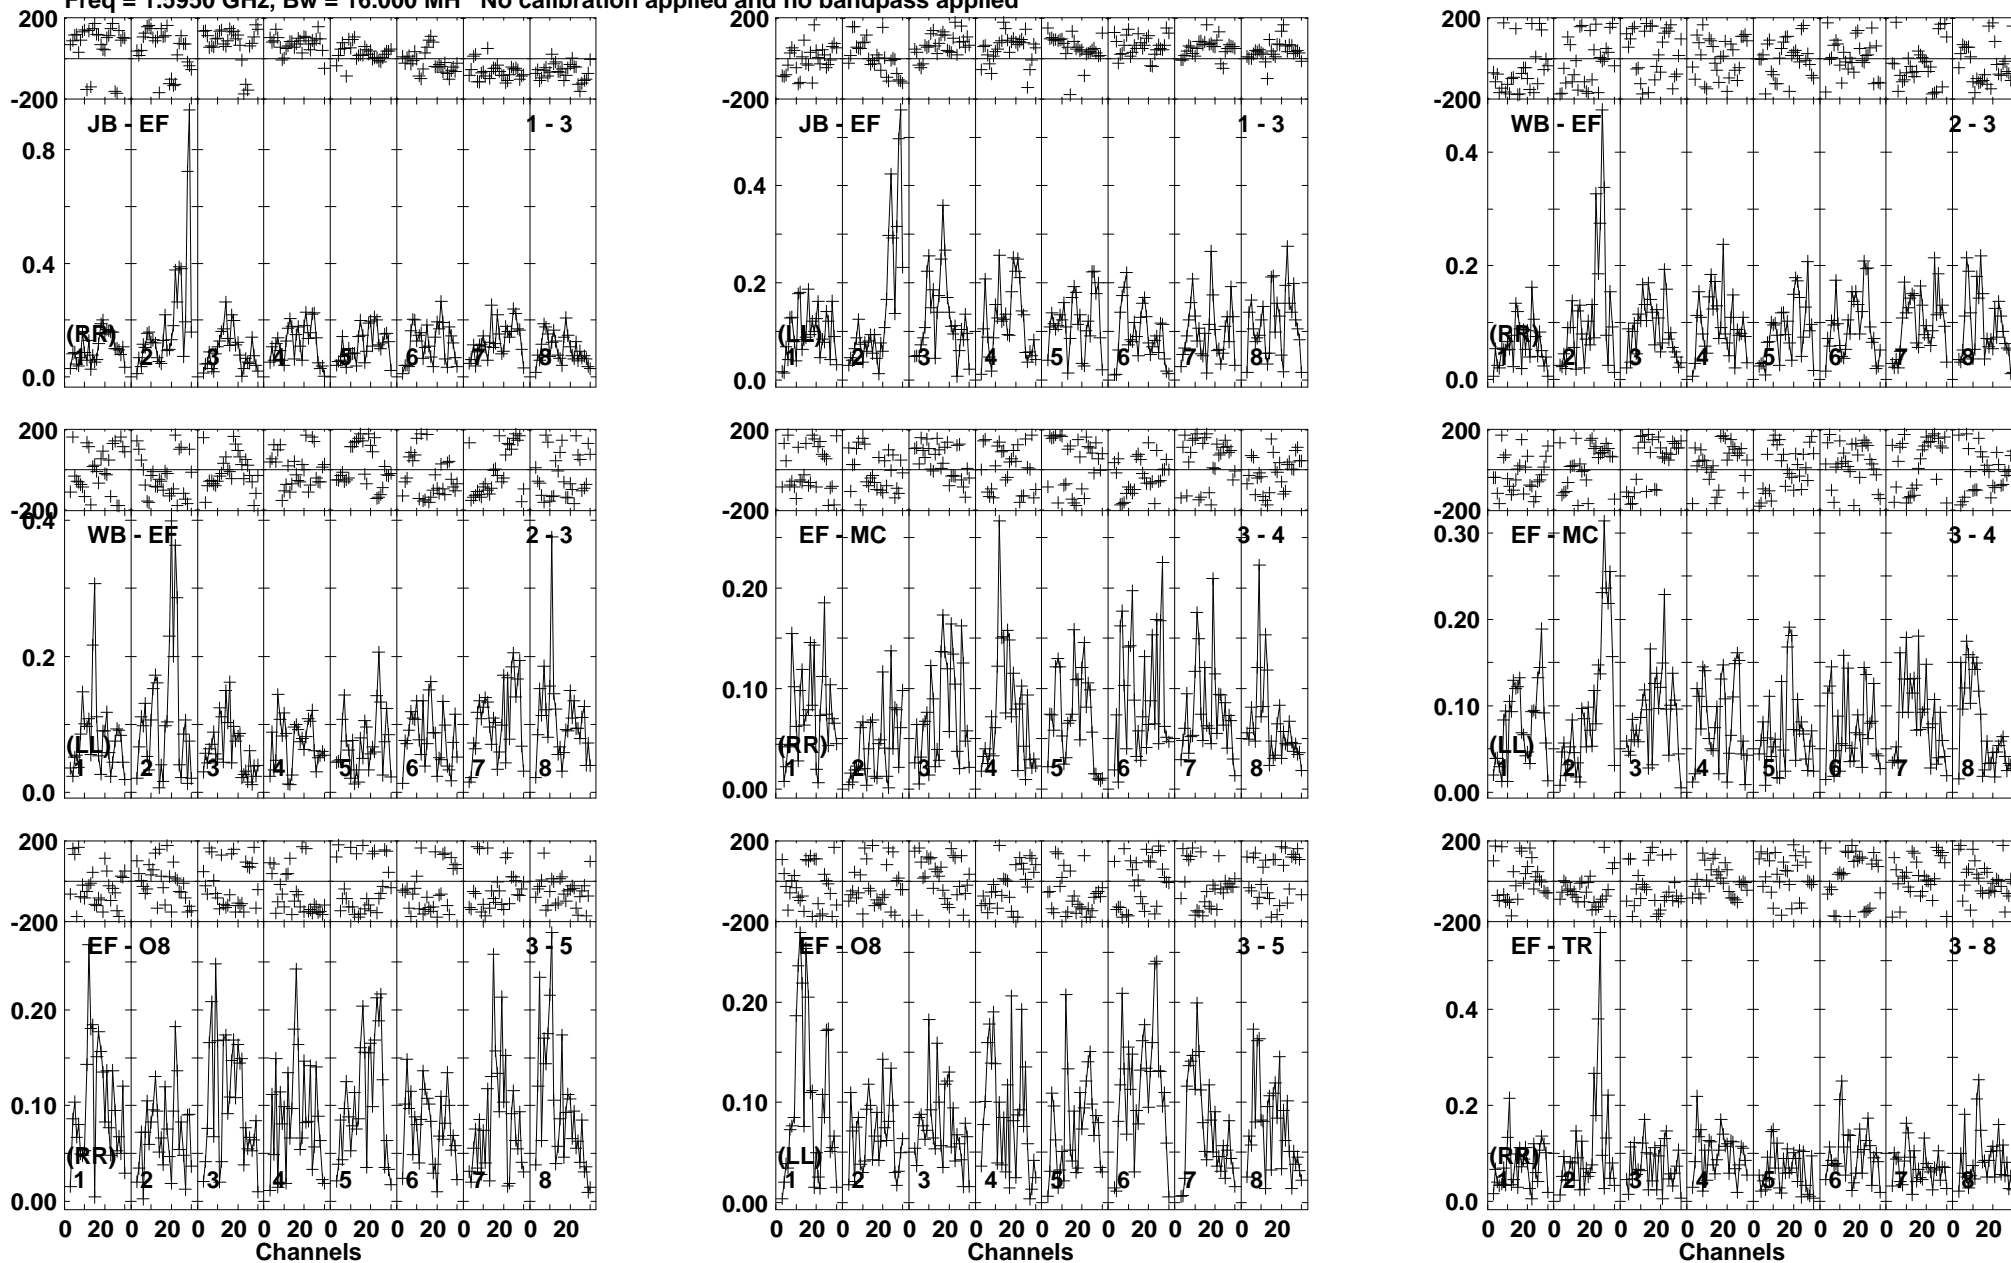 Freq = 1.5950 GHz, Bw = 16.000 MH No calibration applied and no bandpass applied
200 200 200
-200 -200 -200
JB - EF 1 - 3 JB - EF 1 - 3 WB - EF 2 - 3
0.8 0.4 0.4
0.4 0.2 0.2
(RR) (LL) (RR)
1 2 3 4 5 6 7 8 1 2 3 4 5 6 7 8 1 2 3 4 5 6 7 8
0.0 0.0 0.0
200 200 200
-200 -200 -200
0.4
WB - EF 2 - 3 EF - MC 3 - 4 EF - MC 3 - 4
0.30
0.2 0.20 0.20
0.10 0.10
(LL) (RR) (LL)
1 2 3 4 5 6 7 8 1 2 3 4 5 6 7 8 1 2 3 4 5 6 7 8
0.0 0.00 0.00
200 200 200
-200 -200 -200
EF - O8 3 - 5 EF - O8 3 - 5 EF - TR 3 - 8
0.20 0.20 0.4
0.10 0.10 0.2
(RR) (LL) (RR)
1 2 3 4 5 6 7 8 1 2 3 4 5 6 7 8 1 2 3 4 5 6 7 8
0.00 0.00 0.0
0 20 0 20 0 20 0 20 0 20 0 20 0 20 0 20 0 20 0 20 0 20 0 20 0 20 0 20 0 20 0 20 0 20 0 20 0 20 0 20 0 20 0 20 0 20 0 20
Channels Channels Channels